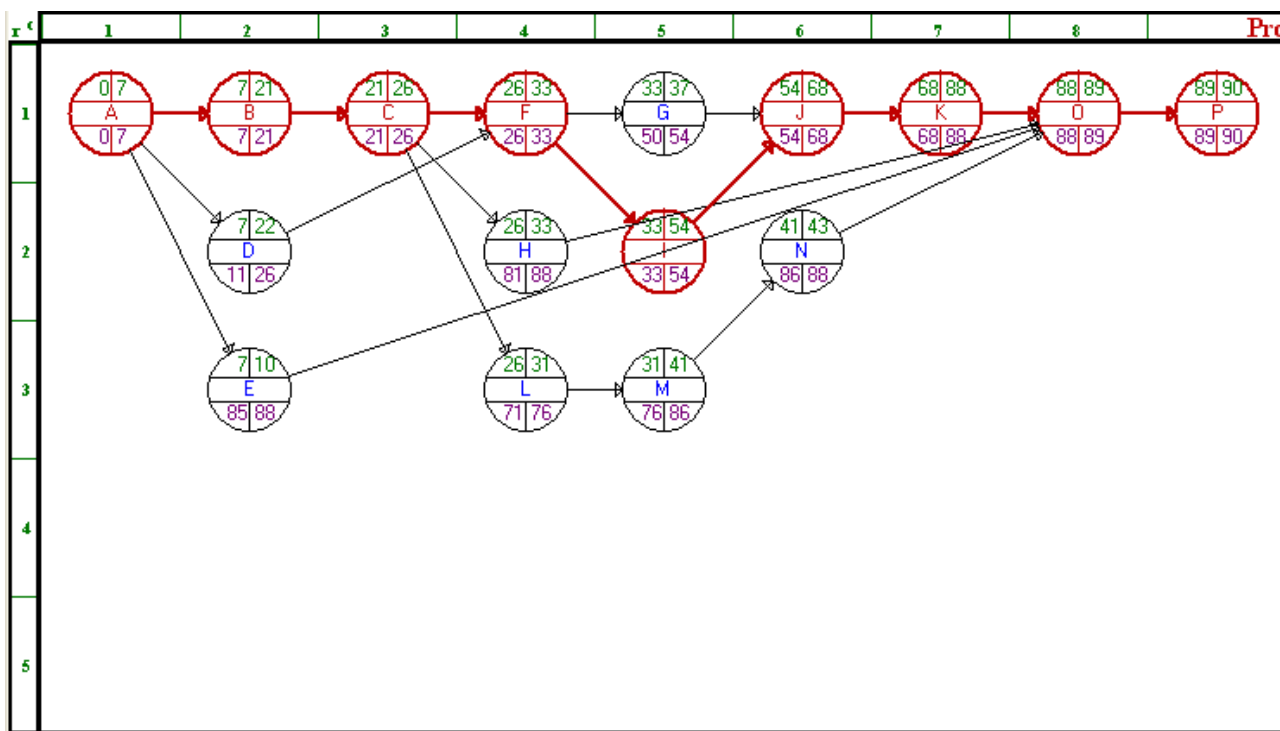 r c 1 2 3 4 5 6 7 8 Pro
1
0 7 7 21 21 26 26 33 33 37 54 68 68 88 88 89 89 90
A B C F G J K O P
0 7 7 21 21 26 26 33 50 54 54 68 68 88 88 89 89 90
2
7 22 26 33 33 54 41 43
D H I N
11 26 81 88 33 54 86 88
3
7 10 26 31 31 41
E L M
85 88 71 76 76 86
4
5